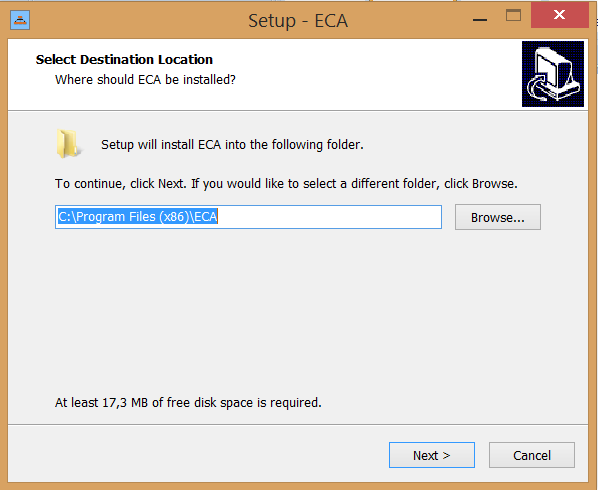 Setup - ECA
Select Destination Location
Where should ECA be installed?
Setup will install ECA into the following folder.
To continue, click Next. If you would like to select a different folder, click Browse.
C:\Program Files (x86)\ECA
Browse...
At least 17,3 MB of free disk space is required.
Next >
Cancel